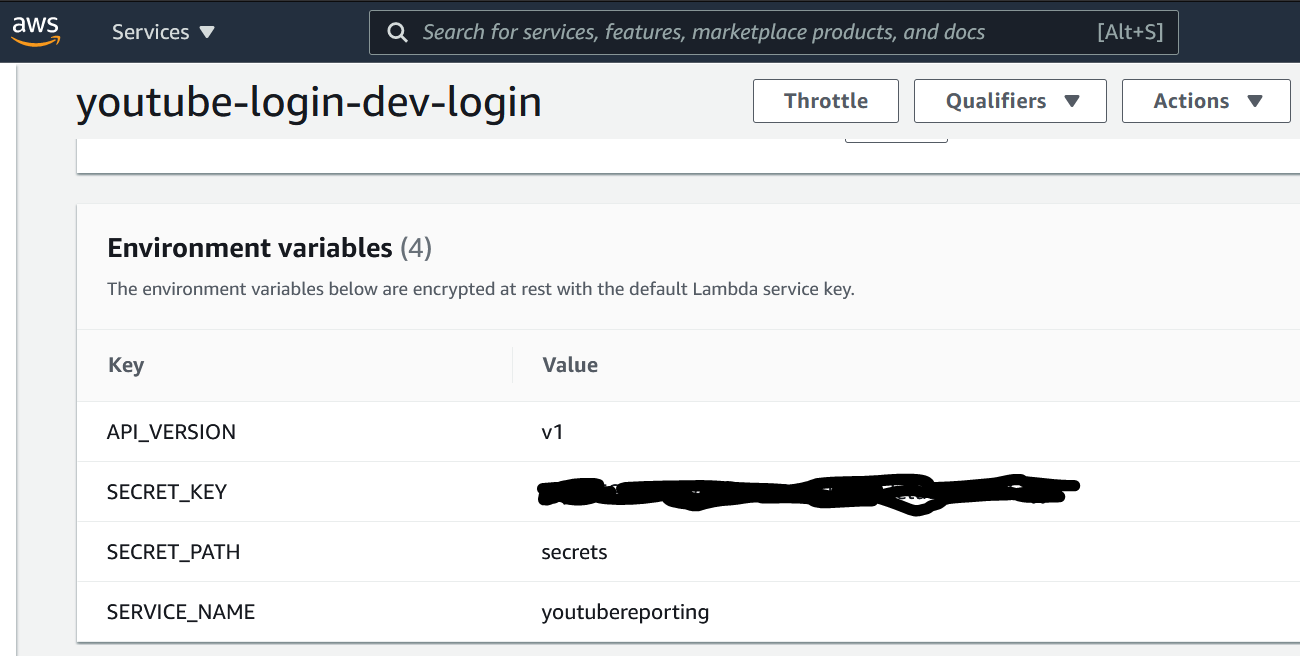 aws Services Search for services, features, marketplace products, and docs [Alt+S]
youtube-login-dev-login Throttle Qualifiers Actions
Environment variables (4)
The environment variables below are encrypted at rest with the default Lambda service key.
Key Value
API_VERSION v1
SECRET_KEY
SECRET_PATH secrets
SERVICE_NAME youtubereporting